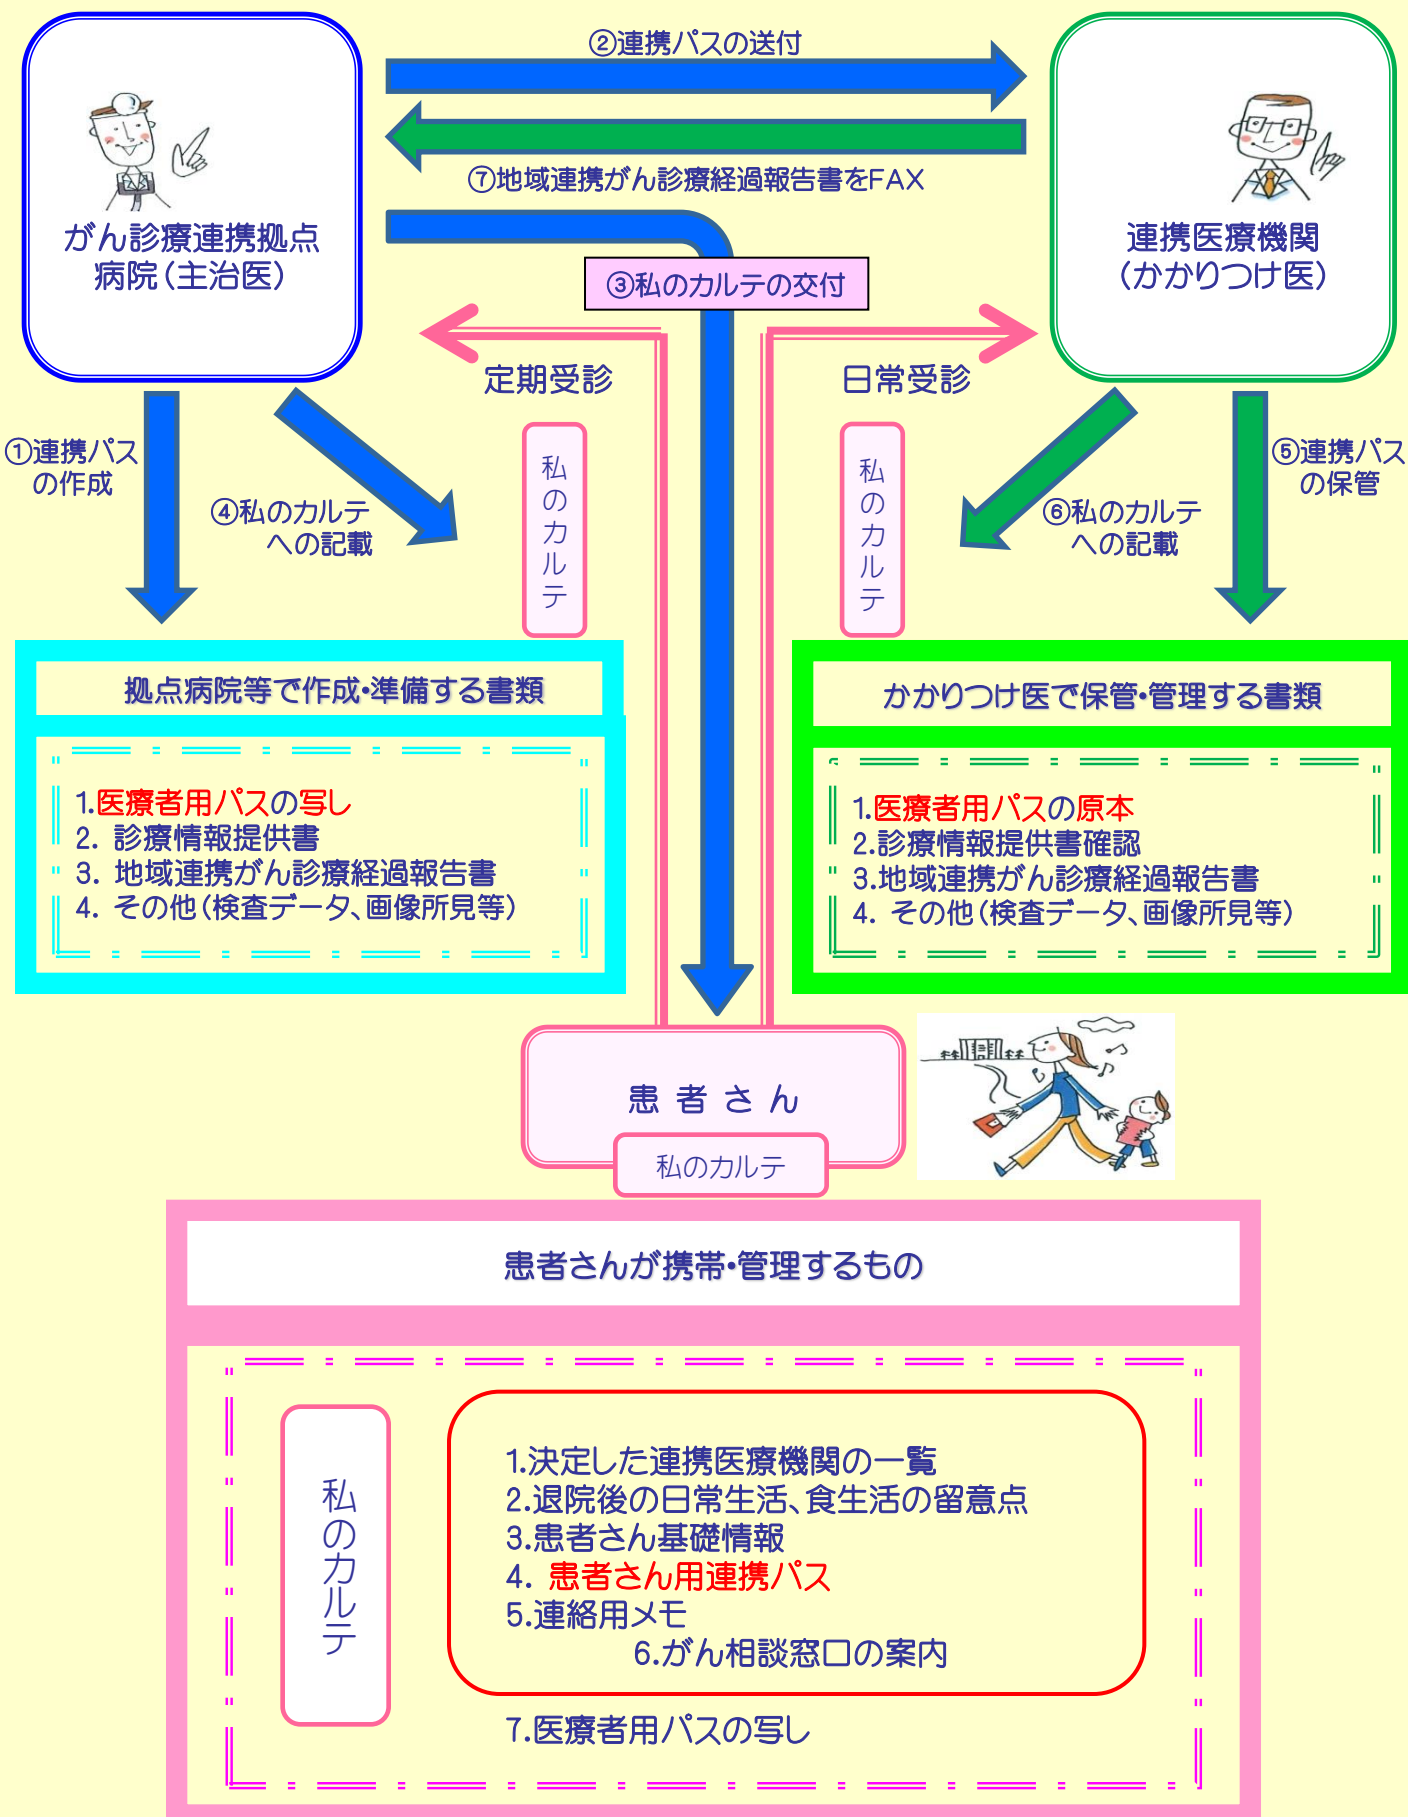 ②連携パスの送付
⑦地域連携がん診療経過報告書をFAX
がん診療連携拠点
病院（主治医）
連携医療機関
（かかりつけ医）
③私のカルテの交付
定期受診
日常受診
①連携パス
の作成
④私のカルテ
への記載
私のカルテ
私のカルテ
⑥私のカルテ
への記載
⑤連携パス
の保管
拠点病院等で作成・準備する書類
1.医療者用パスの写し
2. 診療情報提供書
3. 地域連携がん診療経過報告書
4. その他（検査データ、画像所見等）
かかりつけ医で保管・管理する書類
1.医療者用パスの原本
2.診療情報提供書確認
3.地域連携がん診療経過報告書
4. その他（検査データ、画像所見等）
患者さん
私のカルテ
患者さんが携帯・管理するもの
私のカルテ
1.決定した連携医療機関の一覧
2.退院後の日常生活、食生活の留意点
3.患者さん基礎情報
4. 患者さん用連携パス
5.連絡用メモ
6.がん相談窓口の案内
7.医療者用パスの写し